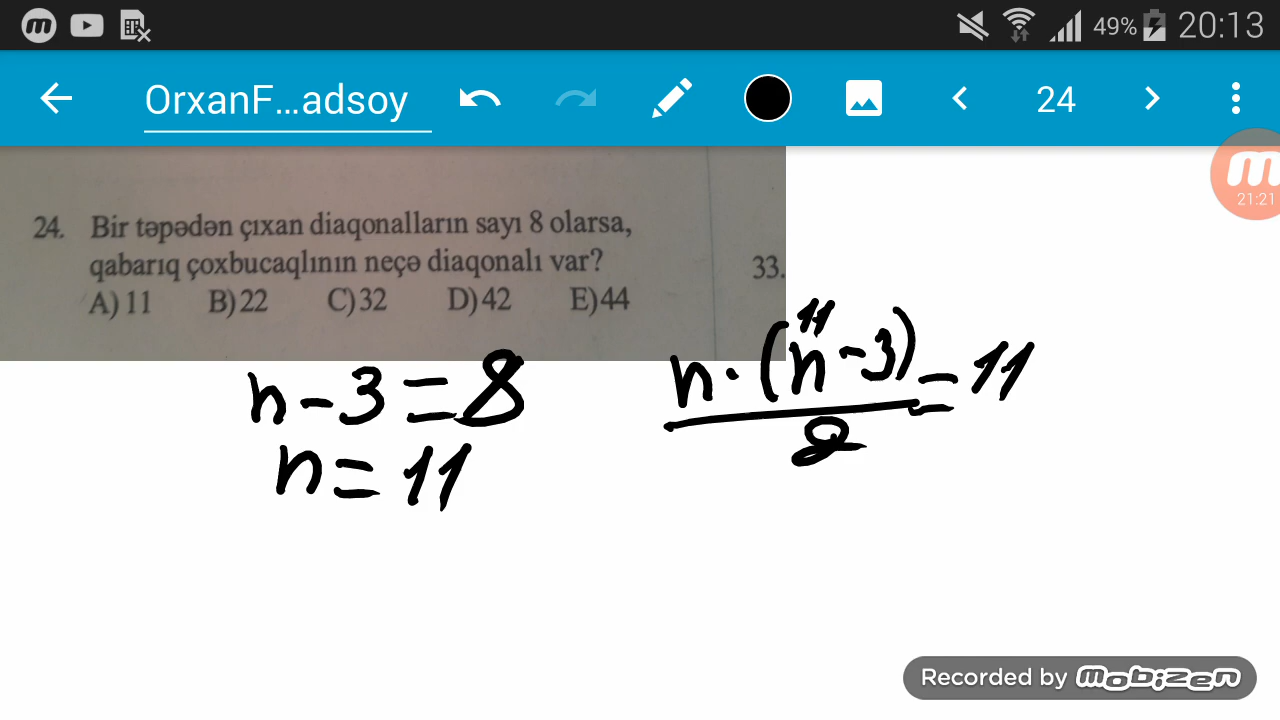 49% 20:13
OrxanF...adsoy 24
21:21
24. Bir təpədən çıxan diaqonalların sayı 8 olarsa,
qabarıq çoxbucaqlının neçə diaqonalı var?
33.
A) 11 B) 22 C) 32 D) 42 E) 44
n - 3 = 8
n = 11
11
n · (n - 3) = 11
2
Recorded by mobizen